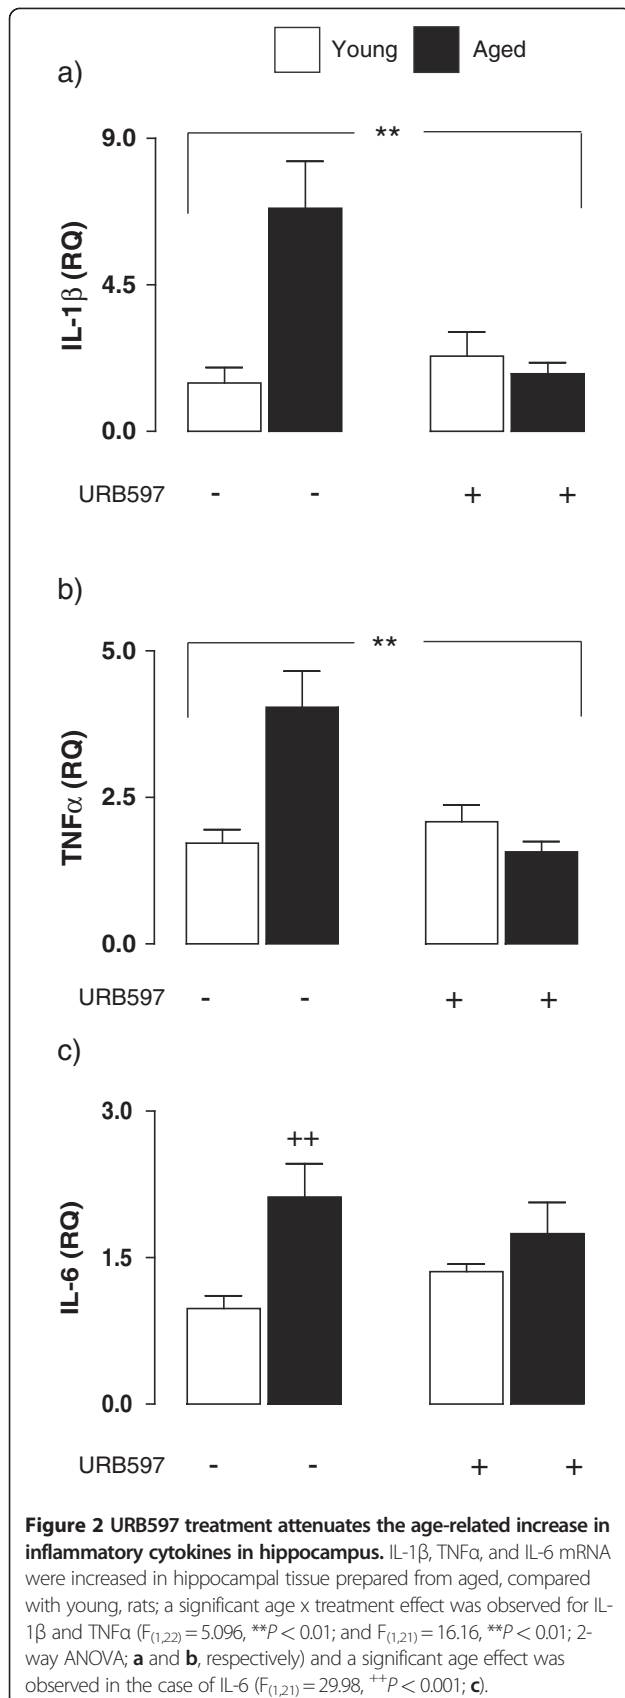 Young Aged
a)
9.0
**
4.5
IL-1β (RQ)
0.0
URB597 - - + +
b)
5.0
**
2.5
TNFα (RQ)
0.0
URB597 - - + +
c)
3.0
++
1.5
IL-6 (RQ)
0.0
URB597 - - + +
Figure 2 URB597 treatment attenuates the age-related increase in
inflammatory cytokines in hippocampus. IL-1β, TNFα, and IL-6 mRNA
were increased in hippocampal tissue prepared from aged, compared
with young, rats; a significant age x treatment effect was observed for IL-
1β and TNFα (F(1,22) = 5.096, **P < 0.01; and F(1,21) = 16.16, **P < 0.01; 2-
way ANOVA; a and b, respectively) and a significant age effect was
observed in the case of IL-6 (F(1,21) = 29.98, ++P < 0.001; c).